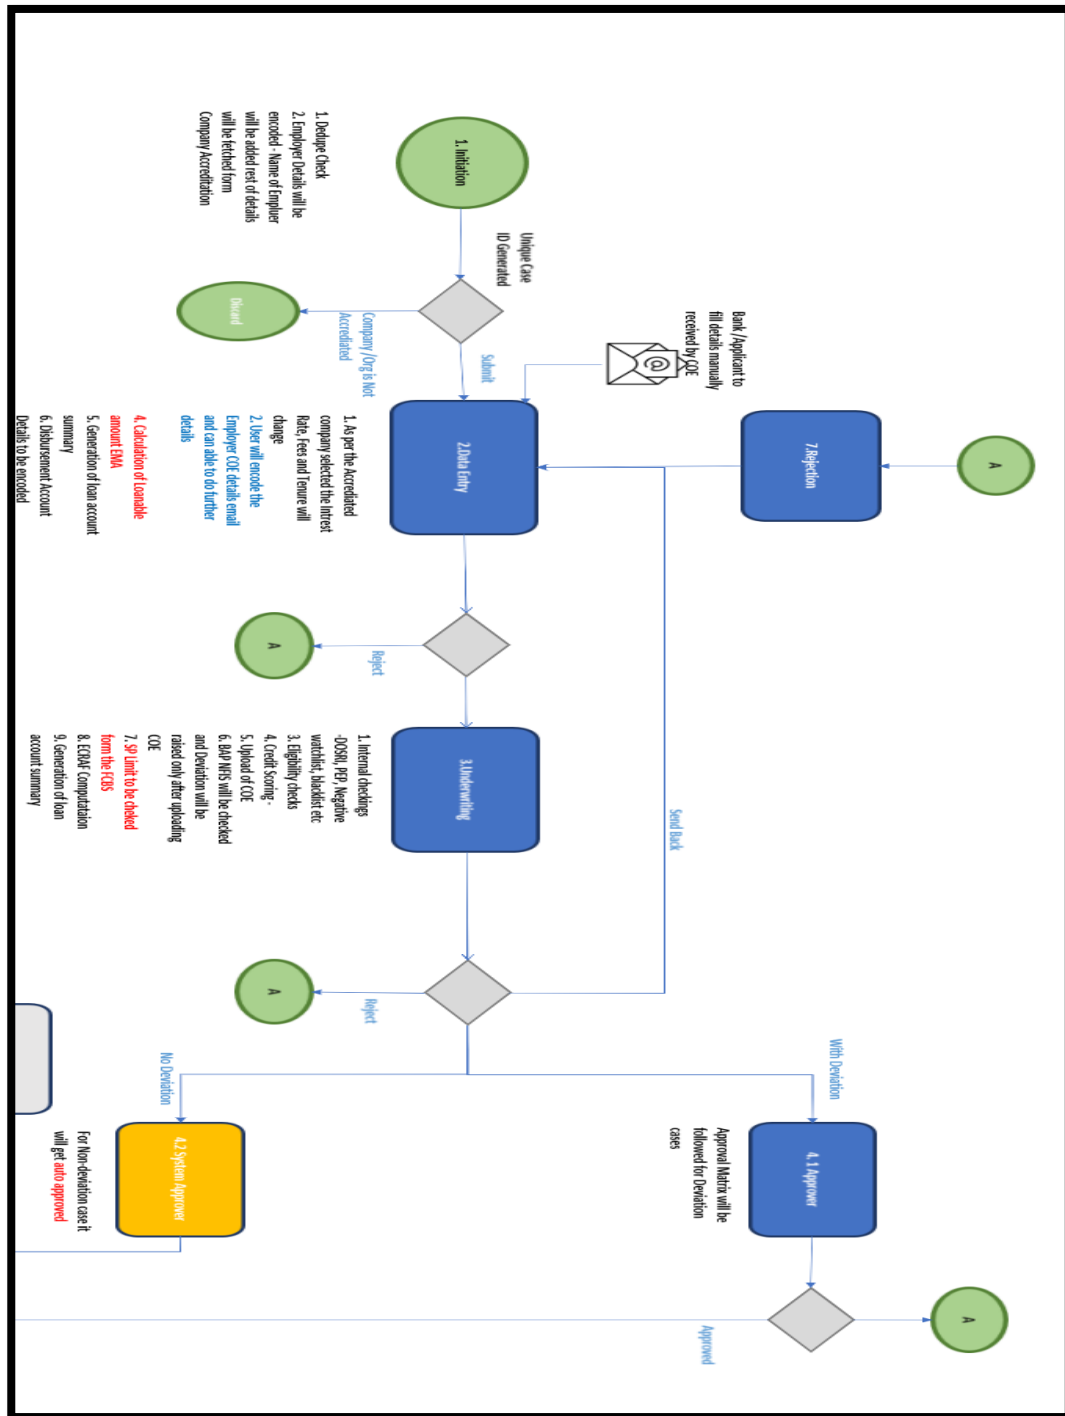 A
7.Rejection
Bank /Applicant to
fill details manually
received by COE
@
Unique Case
ID Generated
1. Initiation
Submit
Company /Org is Not
Accrediated
Discard
1. Dedupe Check
2. Employer Details will be
encoded - Name of Empluer
will be added rest of details
will be fetched form
Company Accreditation
2.Data Entry
1. As per the Accrediated
company selected the Intrest
Rate, Fees and Tenure will
change
2. User will encode the
Employer COE details email
and can able to do further
details
4. Calculation of Loanable
amount EMA
5. Generation of loan account
summary
6. Disbursement Account
Details to be encoded
Reject
A
Send Back
3.Underwriting
1. Internal checkings
-DOSRI, PEP, Negative
watchlist, blacklist etc
3. Eligibility checks
4. Credit Scoring -
5. Upload of COE
6. BAP NFIS will be checked
and Deviation will be
raised only after uploading
COE
7. SP Limit to be cheked
form the FCBS
8. ECRAF Computataion
9. Generation of loan
account summary
Reject
A
With Deviation
4.1 Approver
Approval Matrix will be
followed for Deviation
cases
A
Approved
No Deviation
4.2 System Approver
For Non-deviation case it
will get auto approved